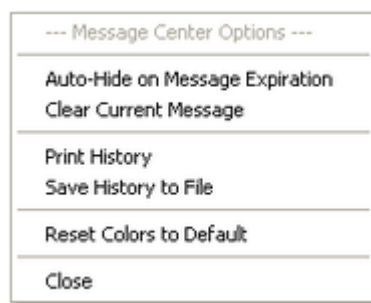 --- Message Center Options ---
Auto-Hide on Message Expiration
Clear Current Message
Print History
Save History to File
Reset Colors to Default
Close